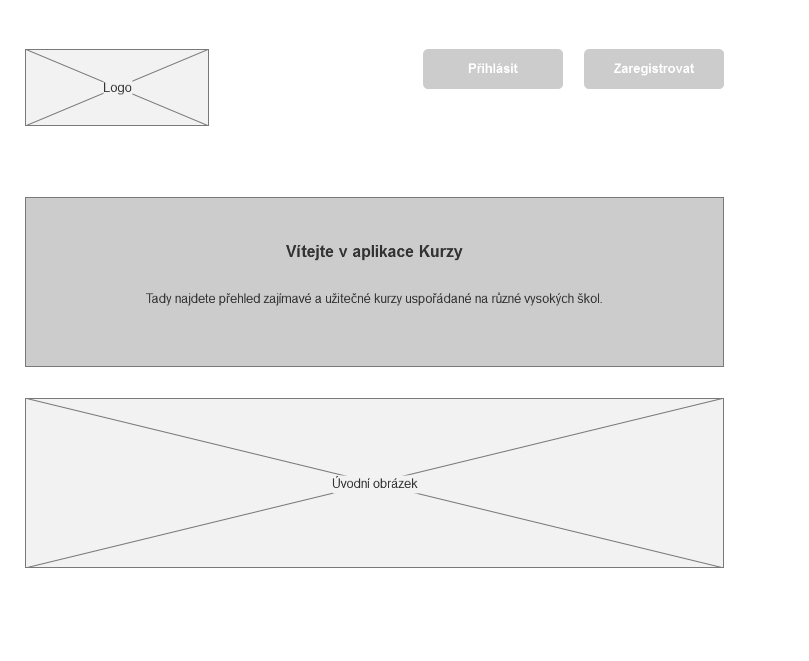 Logo
Přihlásit
Zaregistrovat
Vítejte v aplikace Kurzy
Tady najdete přehled zajímavé a užitečné kurzy uspořádané na různé vysokých škol.
Úvodní obrázek